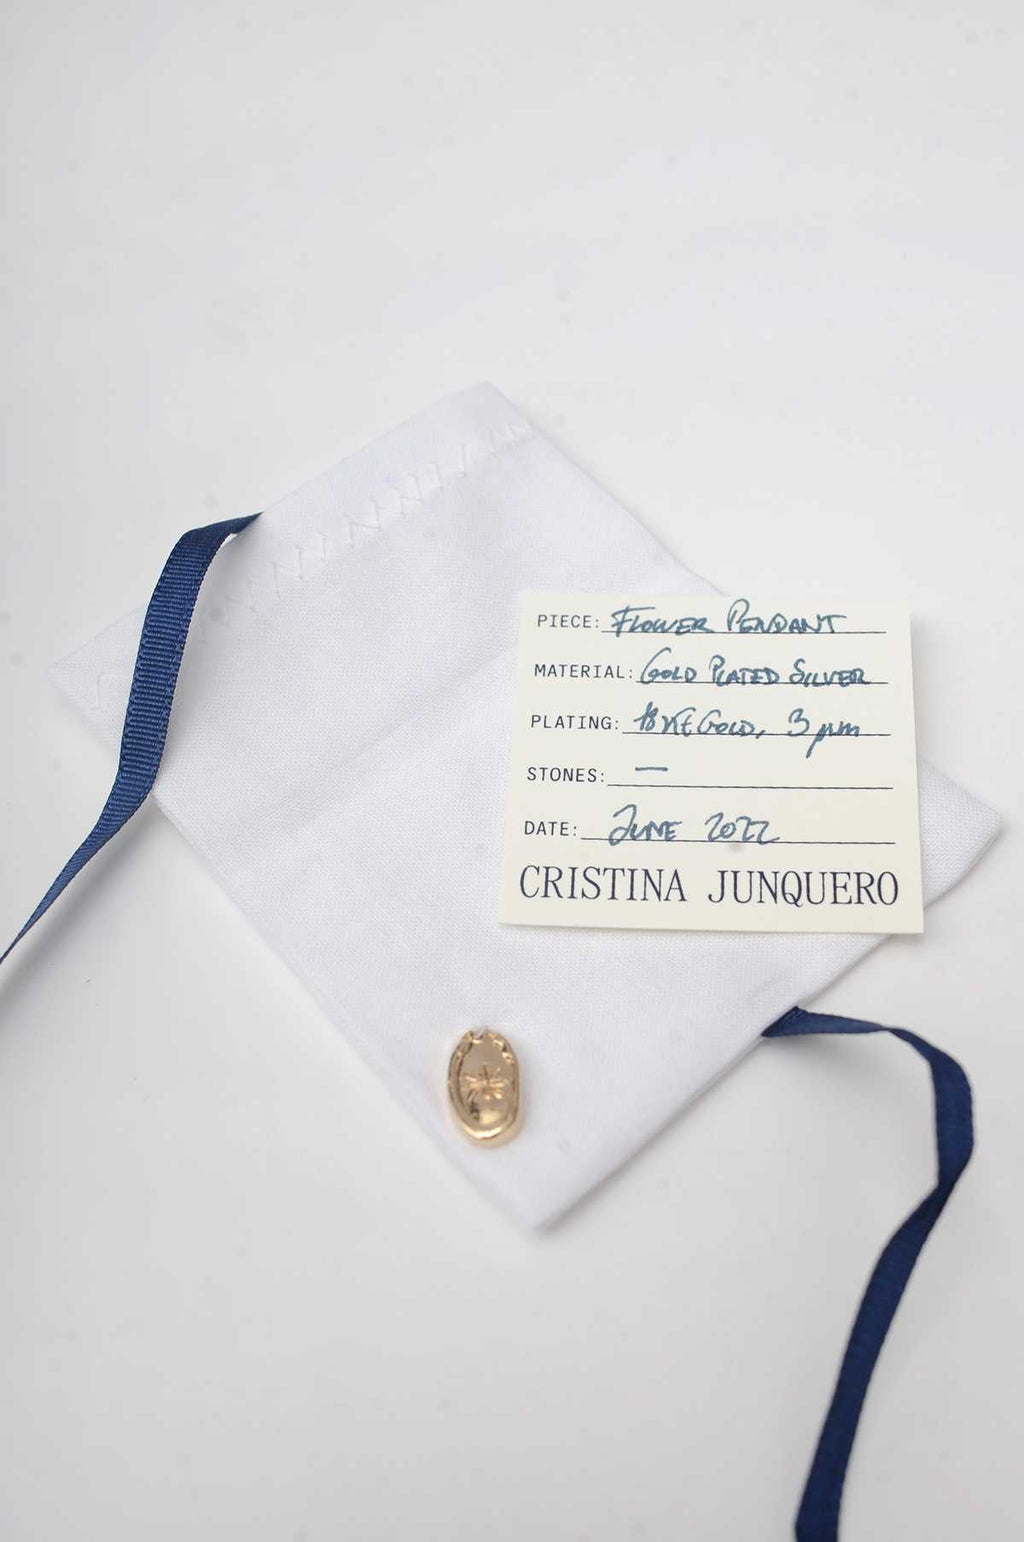 PIECE: FLOWER PENDANT
MATERIAL: GOLD PLATED SILVER
PLATING: 18KT GOLD, 3 µm
STONES: —
DATE: JUNE 2022
CRISTINA JUNQUERO